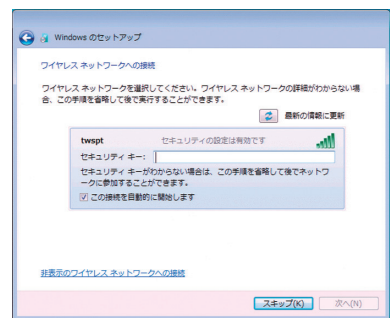 Windows のセットアップ
ワイヤレス ネットワークへの接続
ワイヤレス ネットワークを選択してください。ワイヤレス ネットワークの詳細がわからない場
合、この手順を省略して後で実行することができます。
最新の情報に更新
twspt セキュリティの設定は有効です
セキュリティ キー:
セキュリティ キーがわからない場合は、この手順を省略して後でネットワ
ークに参加することができます。
この接続を自動的に開始します
非表示のワイヤレス ネットワークへの接続
スキップ(K) 次へ(N)